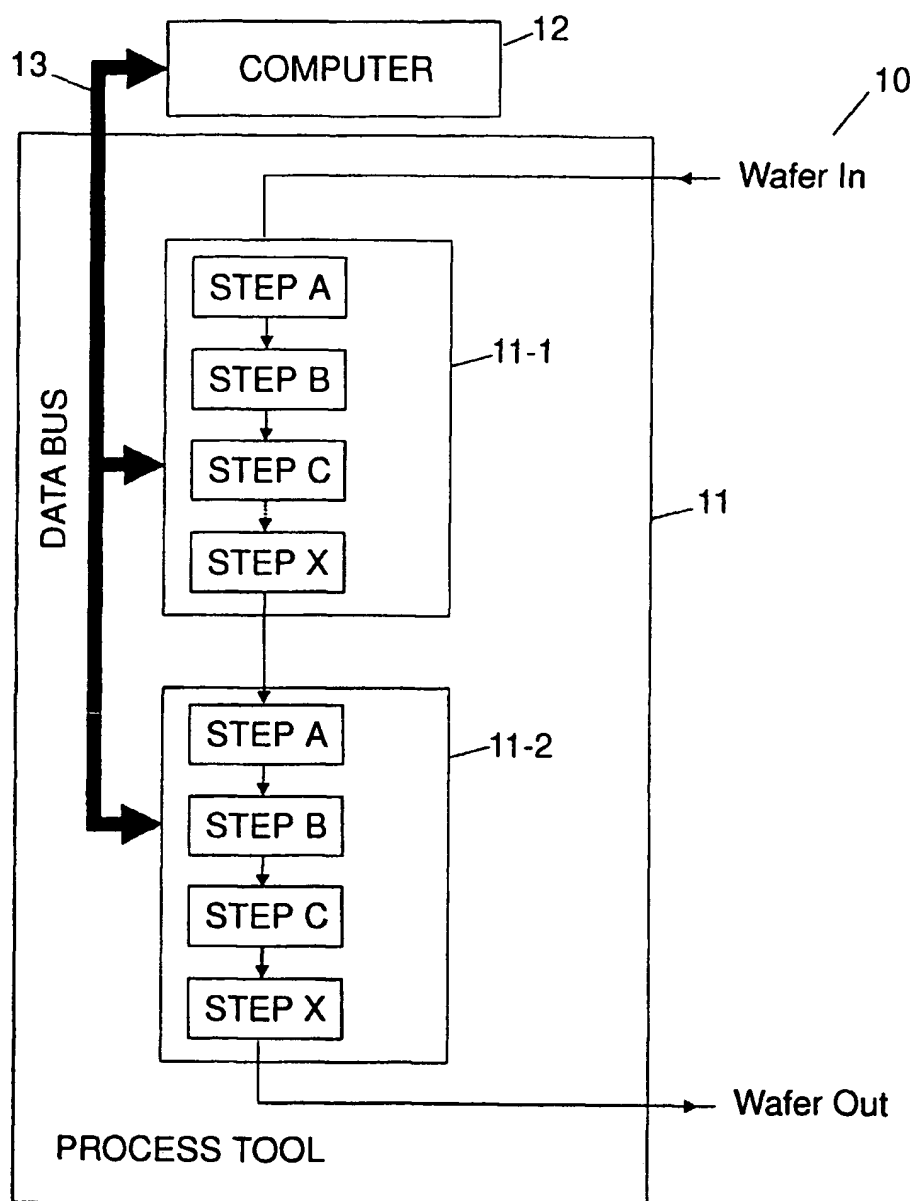 12
13
COMPUTER
10
Wafer In
STEP A
11-1
STEP B
STEP C
11
STEP X
DATA BUS
STEP A
11-2
STEP B
STEP C
STEP X
Wafer Out
PROCESS TOOL